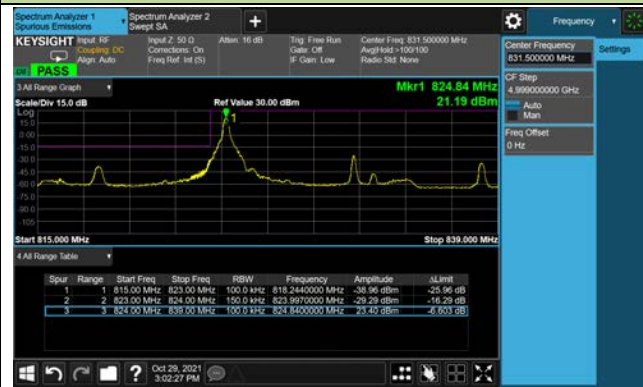 Spectrum Analyzer 1
Spurious Emissions
Spectrum Analyzer 2
Swept SA
+
Frequency
KEYSIGHT
Input: RF
Coupling: DC
Align: Auto
Input Z: 50 Ω
Corrections: On
Freq Ref: Int (S)
Atten: 16 dB
Trig: Free Run
Gate: Off
IF Gain: Low
Center Freq: 831.500000 MHz
Avg|Hold:>100/100
Radio Std: None
PASS
Center Frequency
831.500000 MHz
Settings
CF Step
4.999000000 GHz
Auto
Man
Freq Offset
0 Hz
3 All Range Graph
Mkr1 824.84 MHz
21.19 dBm
Scale/Div 15.0 dB
Ref Value 30.00 dBm
Log
15.0
0.00
-15.0
-30.0
-45.0
-60.0
-75.0
-90.0
-105
1
Start 815.000 MHz
Stop 839.000 MHz
4 All Range Table
Spur Range Start Freq Stop Freq RBW Frequency Amplitude ΔLimit
1 1 815.00 MHz 823.00 MHz 100.0 kHz 818.2440000 MHz -38.96 dBm -25.96 dB
2 2 823.00 MHz 824.00 MHz 150.0 kHz 823.9970000 MHz -29.29 dBm -16.29 dB
3 3 824.00 MHz 839.00 MHz 100.0 kHz 824.8400000 MHz 23.40 dBm -6.603 dB
?
Oct 29, 2021
3:02:27 PM